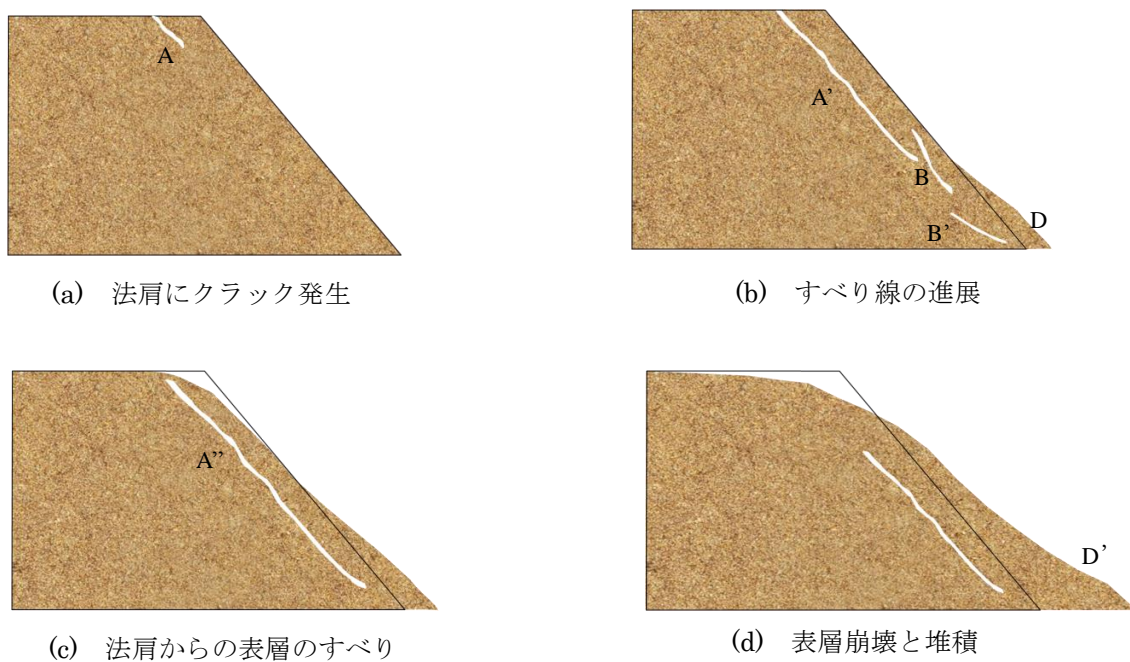 A
(a) 法肩にクラック発生
A’
B
B’
D
(b) すべり線の進展
A”
(c) 法肩からの表層のすべり
D’
(d) 表層崩壊と堆積